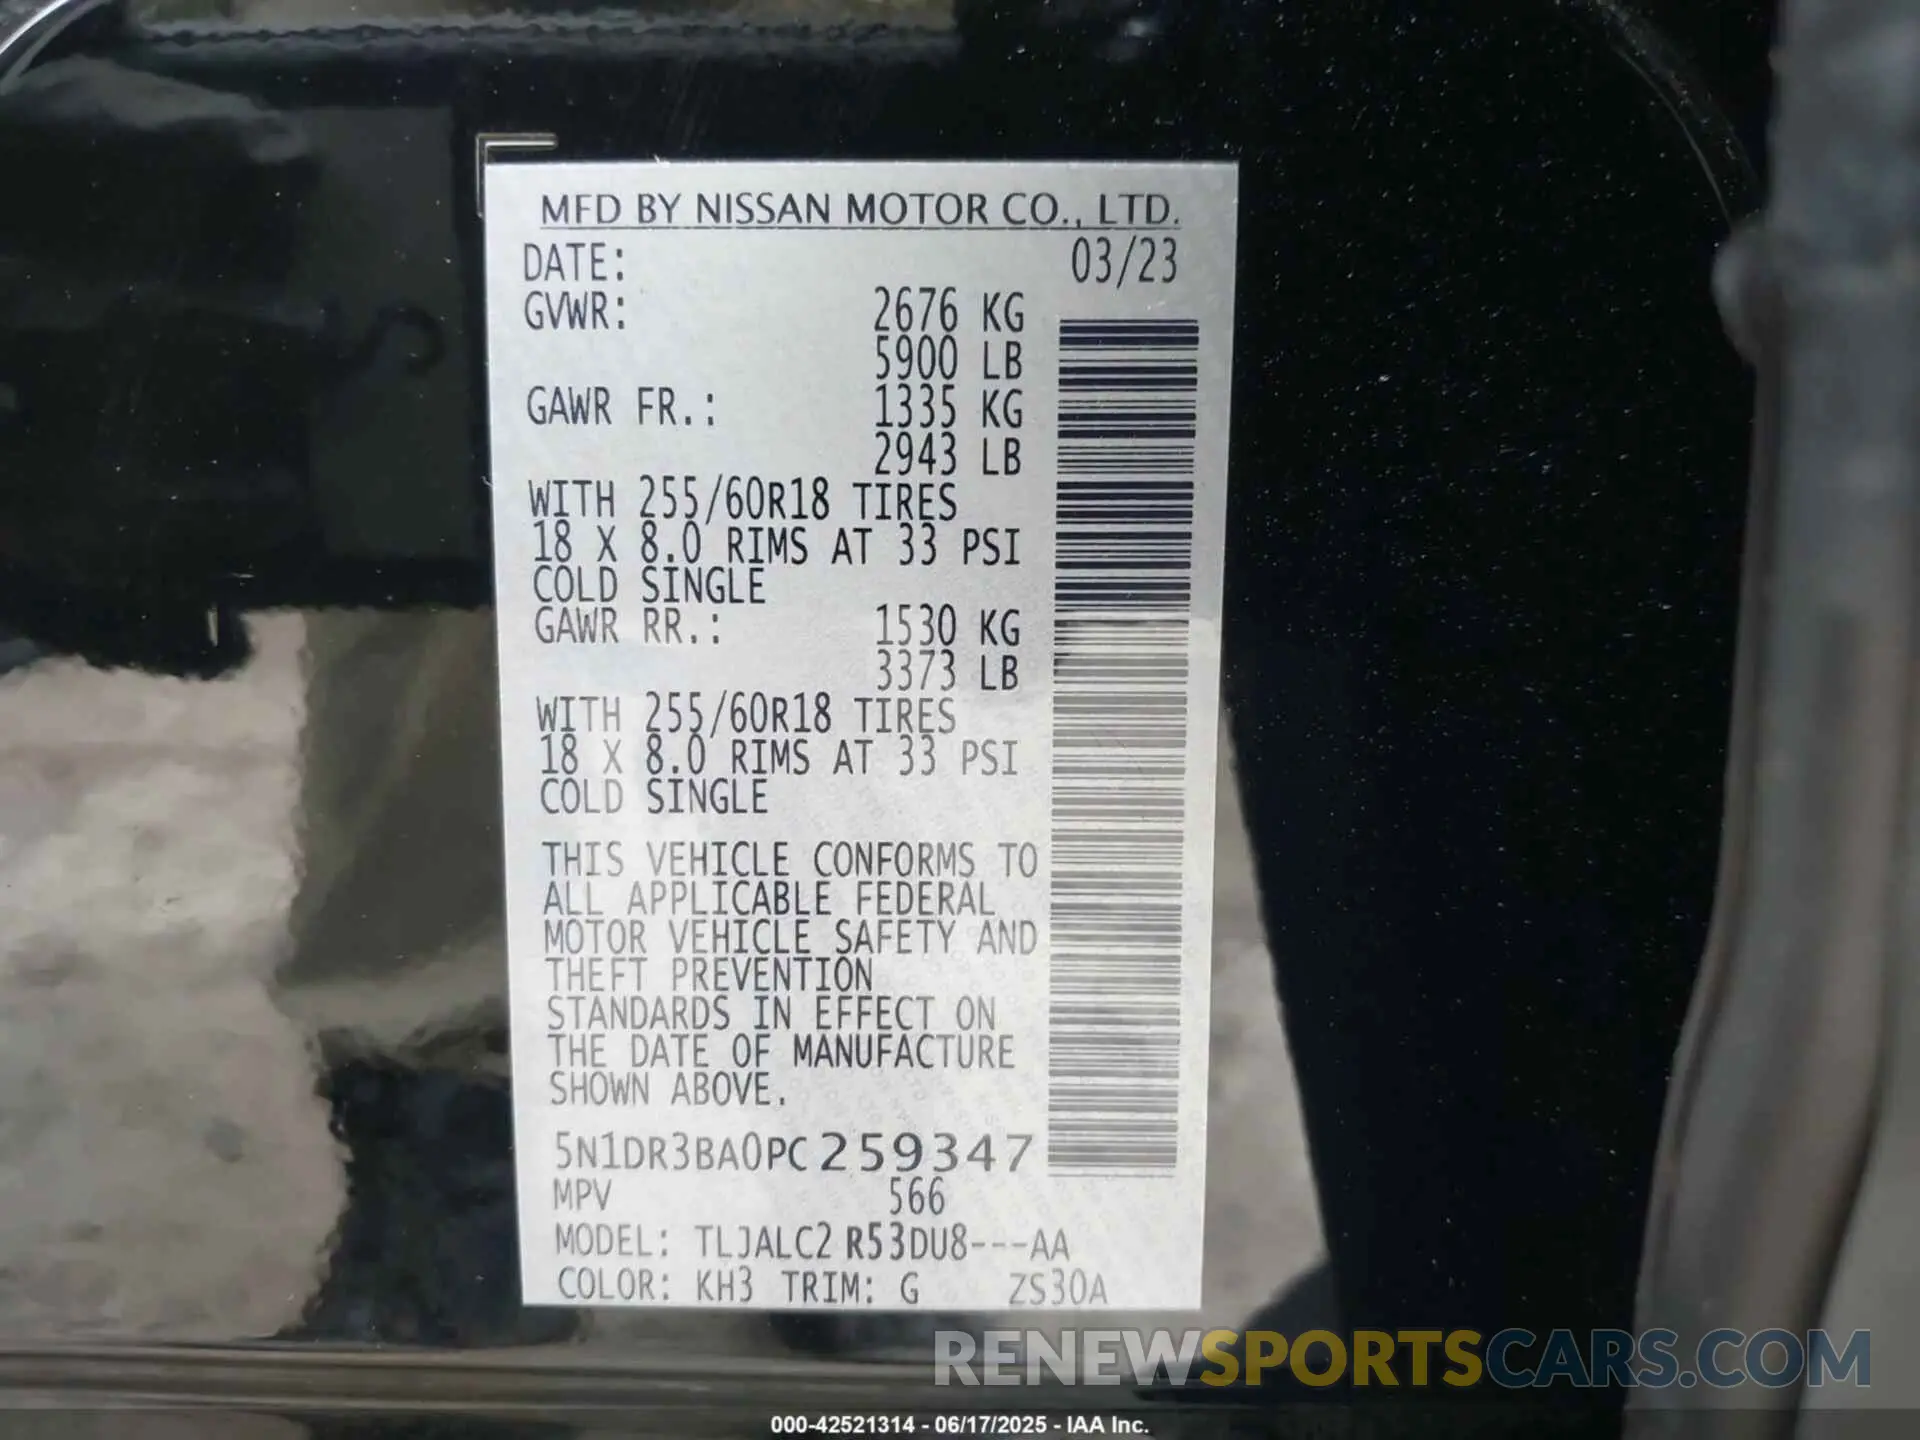 MFD BY NISSAN MOTOR CO., LTD.
DATE: 03/23
GVWR: 2676 KG
5900 LB
GAWR FR.: 1335 KG
2943 LB
WITH 255/60R18 TIRES
18 X 8.0 RIMS AT 33 PSI
COLD SINGLE
GAWR RR.: 1530 KG
3373 LB
WITH 255/60R18 TIRES
18 X 8.0 RIMS AT 33 PSI
COLD SINGLE
THIS VEHICLE CONFORMS TO
ALL APPLICABLE FEDERAL
MOTOR VEHICLE SAFETY AND
THEFT PREVENTION
STANDARDS IN EFFECT ON
THE DATE OF MANUFACTURE
SHOWN ABOVE.
5N1DR3BA0PC259347
MPV 566
MODEL: TLJALC2 R53DU8---AA
COLOR: KH3 TRIM: G ZS30A
RENEWSPORTSCARS.COM
000-42521314 - 06/17/2025 - IAA Inc.